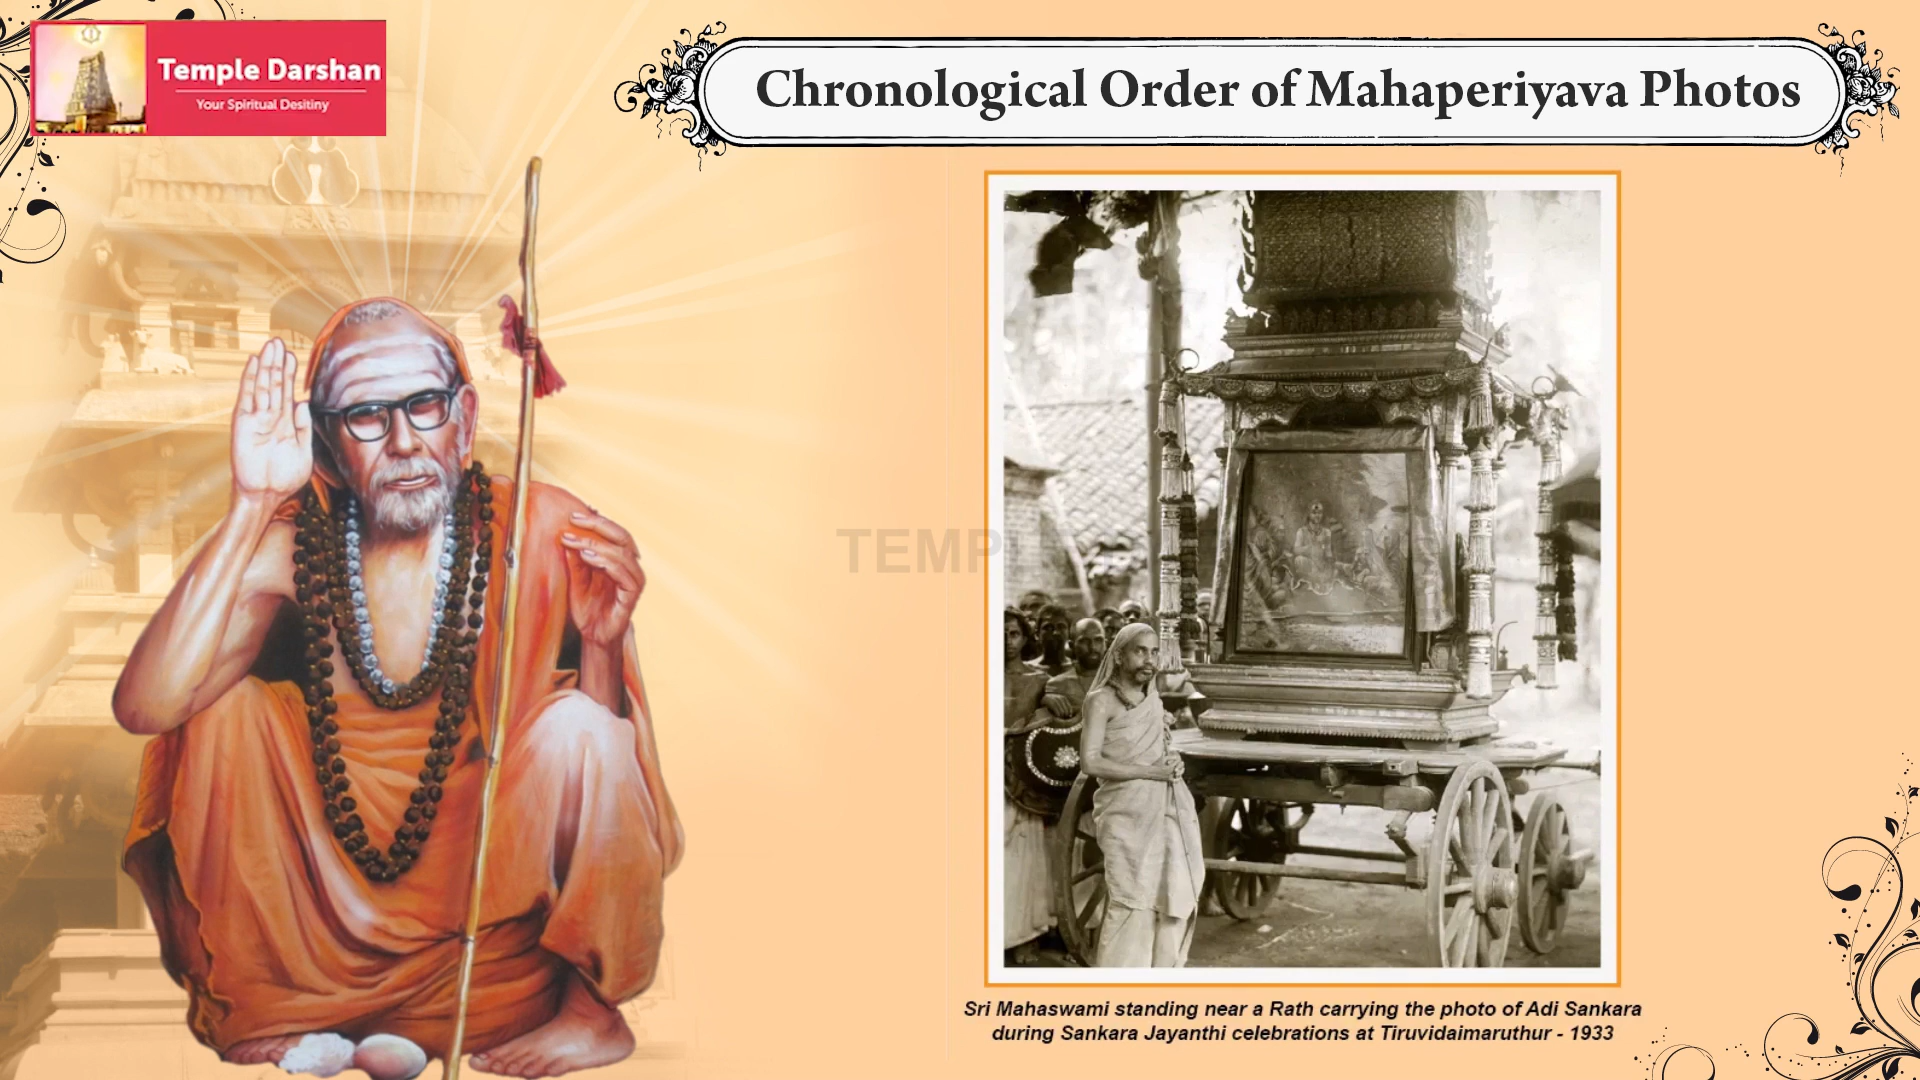 Temple Darshan
Your Spiritual Desitiny
Chronological Order of Mahaperiyava Photos
Sri Mahaswami standing near a Rath carrying the photo of Adi Sankara
during Sankara Jayanthi celebrations at Tiruvidaimaruthur - 1933